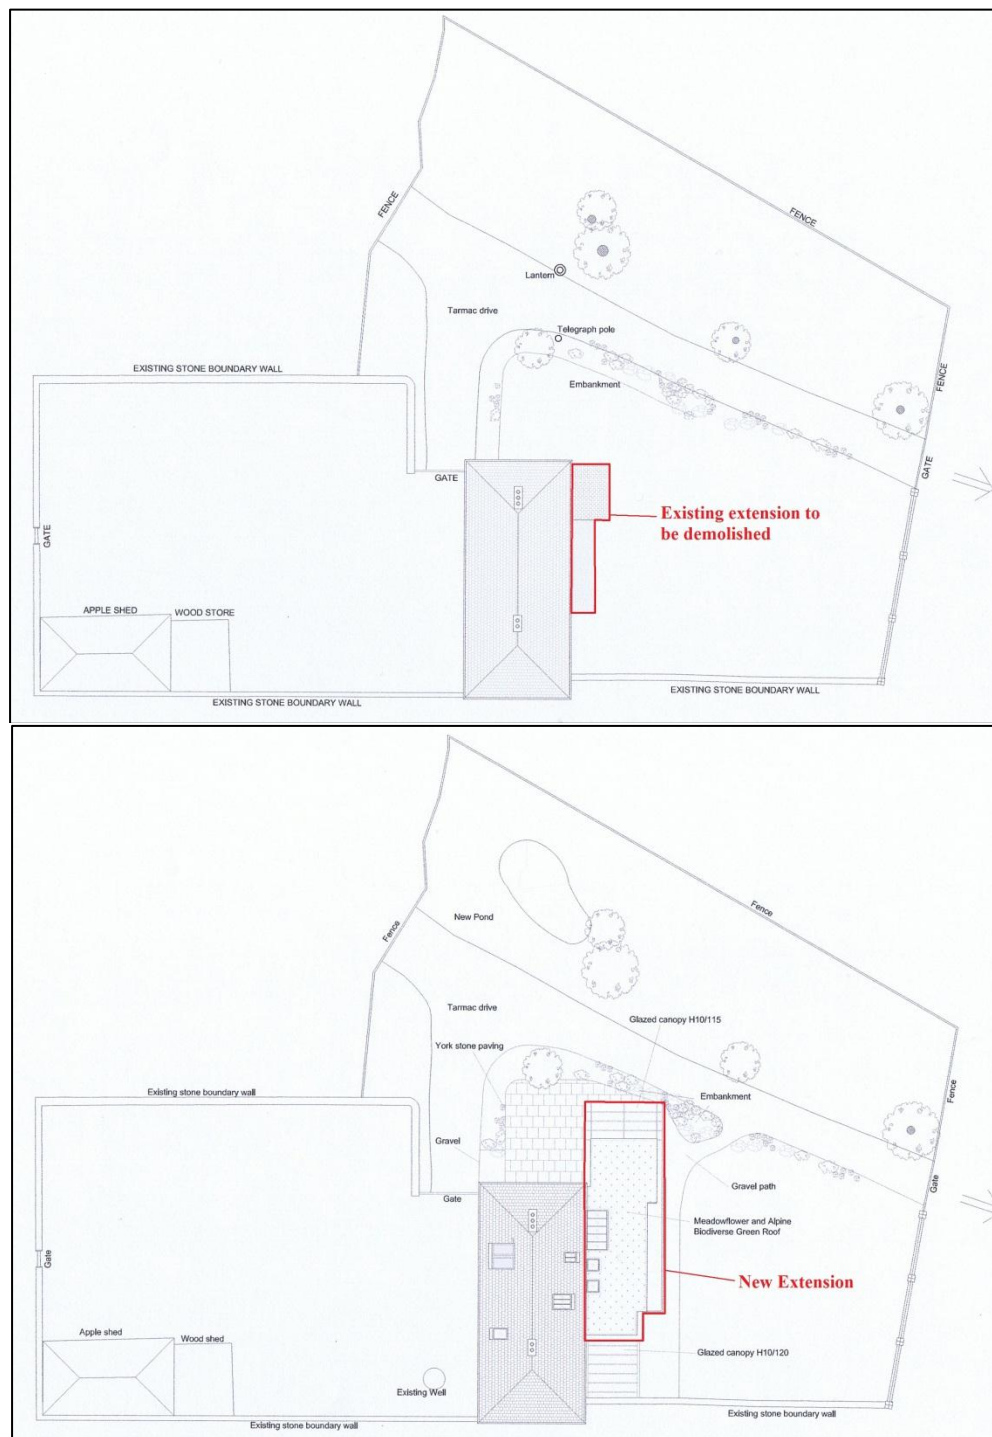 FENCE
FENCE
Lantern
Tarmac drive
Telegraph pole
EXISTING STONE BOUNDARY WALL
Embankment
FENCE
GATE
GATE
Existing extension to
be demolished
GATE
APPLE SHED
WOOD STORE
EXISTING STONE BOUNDARY WALL
EXISTING STONE BOUNDARY WALL
Fence
New Pond
Fence
Tarmac drive
Glazed canopy H10/115
York stone paving
Existing stone boundary wall
Embankment
Fence
Gravel
Gravel path
Gate
Gate
Meadowflower and Alpine
Biodiverse Green Roof
Gate
New Extension
Apple shed
Wood shed
Glazed canopy H10/120
Existing Well
Existing stone boundary wall
Existing stone boundary wall